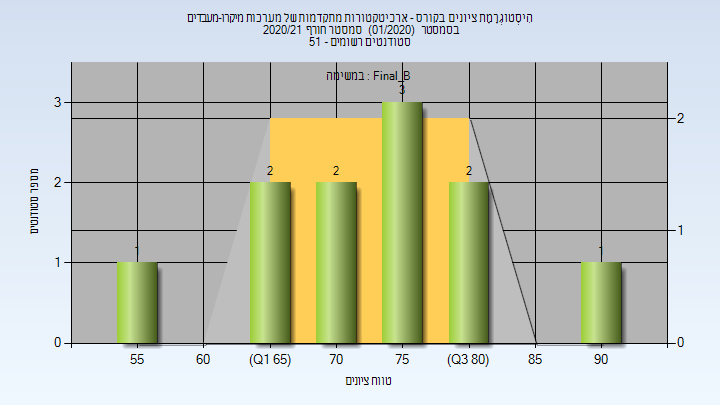 היסטוגרמת ציונים בקורס - ארכיטקטורות מתקדמות של מערכות מיקרו-מעבדים
בסמסטר (01/2020) סמסטר חורף 2020/21
סטודנטים רשומים - 51
במשימה : Final_B
מספר סטודנטים
3
2
1
0
2
1
0
1
2
2
3
2
1
55
60
(Q1 65)
70
75
(Q3 80)
85
90
טווח ציונים